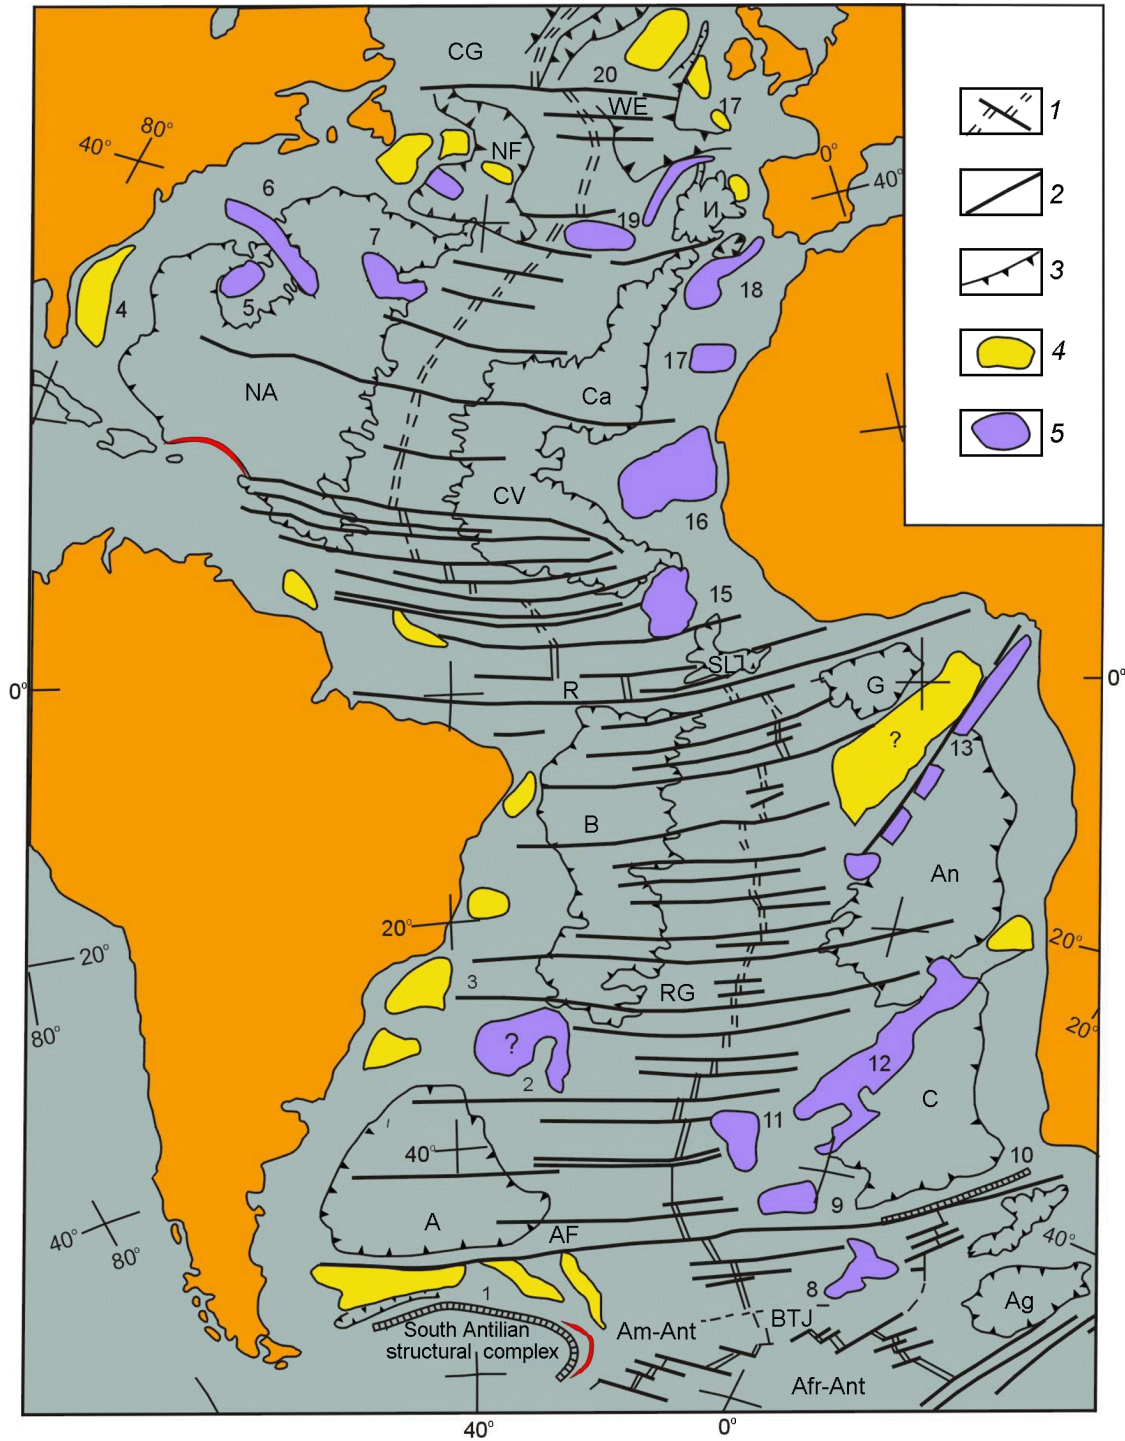 CG
20
WE
17
1
80°
40°
NF
0°
40°
2
6
И
19
7
3
18
4
5
17
4
NA
Ca
5
CV
16
15
SL
0°
R
G
0°
?
13
B
An
20°
20°
20°
3
RG
20°
80°
?
12
2
C
11
40°
10
A
9
40°
80°
AF
40°
1
8
Ag
South Antilian
structural complex
Am-Ant
BTJ
Afr-Ant
40°
0°